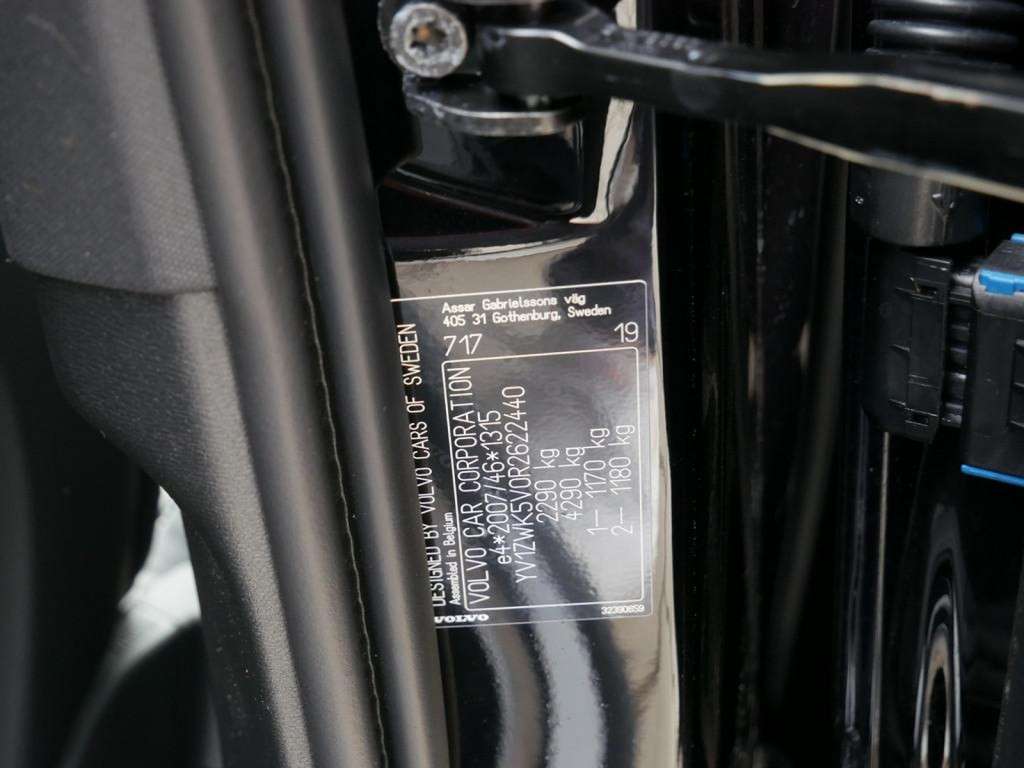 DESIGNED BY VOLVO CARS OF SWEDEN
Assar Gabrielssons väg
405 31 Gothenburg, Sweden
Assembled in Belgium
717
19
VOLVO CAR CORPORATION
e4*2007/46*1315
YV1ZWK5V0R2622440
2290 kg
4290 kg
1-- 1170 kg
2-- 1180 kg
VOLVO
32390859